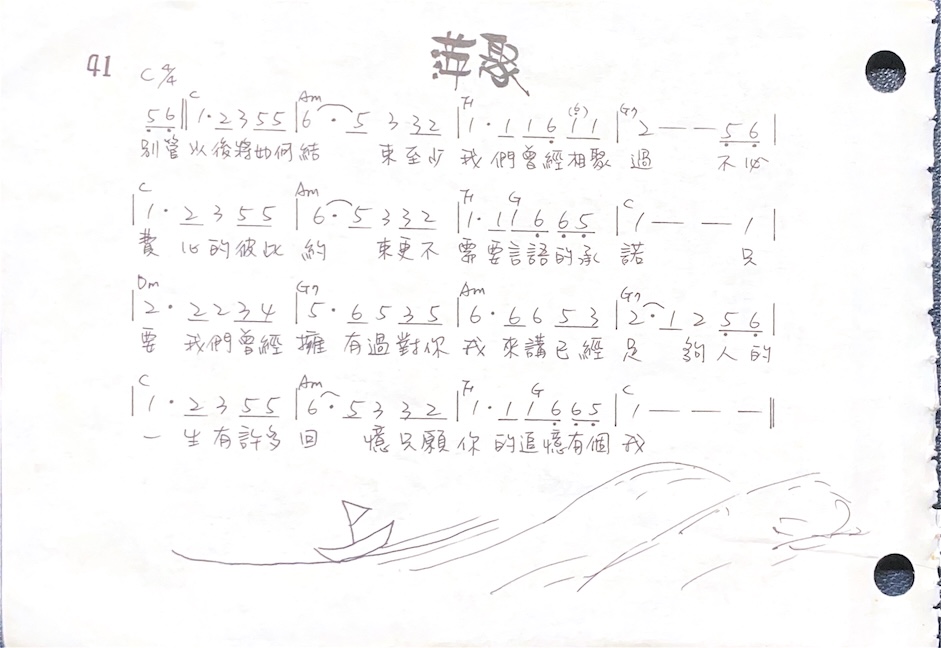 萍聚
41
C 4/4
C Am F (6) G7
5 6 ‖ 1 · 2 3 5 5 | 6 · 5 3 3 2 | 1 · 1 1 6 1 1 | 2 — — 5 6 |
別管以後將如何結 束至少 我們曾經相聚 過 不必
C Am F G C
| 1 · 2 3 5 5 | 6 · 5 3 3 2 | 1 · 1 1 6 6 5 | 1 — — 1 |
費 心的彼此 約 束更不 需要言語的承 諾 只
Dm G7 Am G7
2 · 2 2 3 4 | 5 · 6 5 3 5 | 6 · 6 6 5 3 | 2 · 1 2 5 6 |
要 我們曾經 擁 有過對你 我 來講已經 足 夠人的
C Am F G C
| 1 · 2 3 5 5 | 6 · 5 3 3 2 | 1 · 1 1 6 6 5 | 1 — — — ‖
一 生有許多 回 憶只願 你 的追憶有個 我